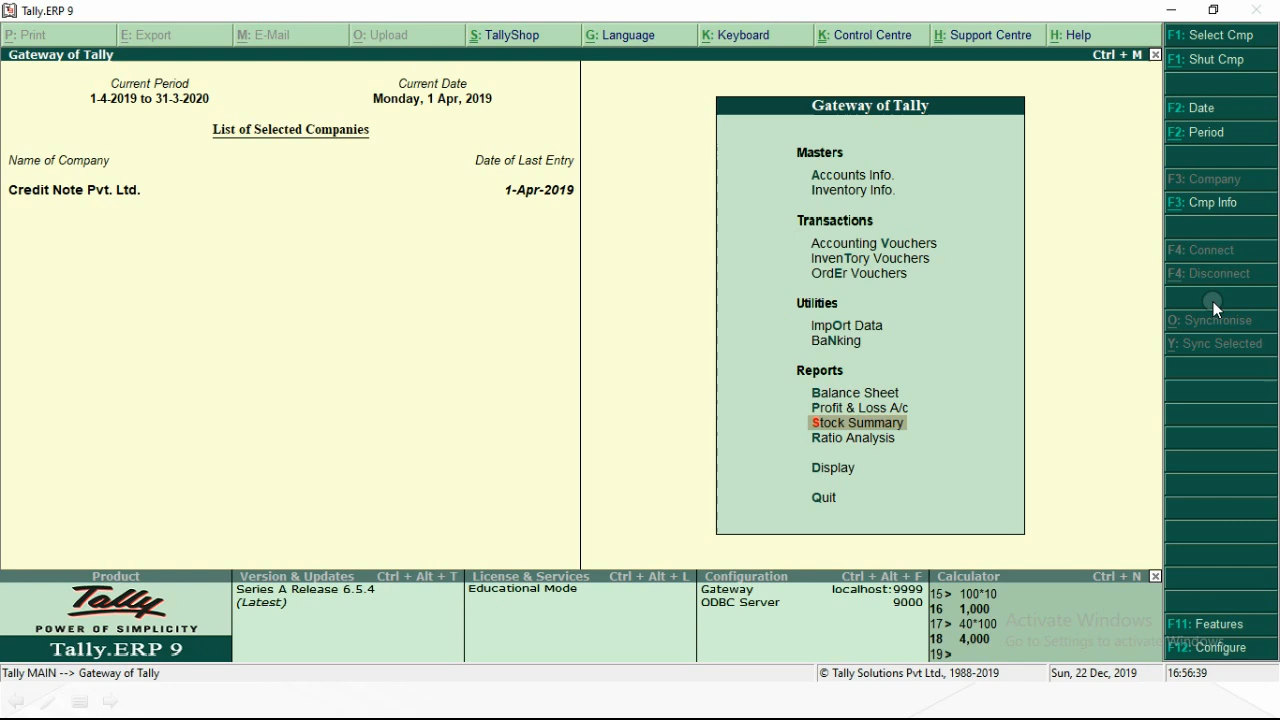 Tally.ERP 9
P: Print E: Export M: E-Mail O: Upload S: TallyShop G: Language K: Keyboard K: Control Centre H: Support Centre H: Help
Gateway of Tally Ctrl + M
Current Period Current Date
1-4-2019 to 31-3-2020 Monday, 1 Apr, 2019
List of Selected Companies
Name of Company Date of Last Entry
Credit Note Pvt. Ltd. 1-Apr-2019
Gateway of Tally
Masters
Accounts Info.
Inventory Info.
Transactions
Accounting Vouchers
InvenTory Vouchers
OrdEr Vouchers
Utilities
ImpOrt Data
BaNking
Reports
Balance Sheet
Profit & Loss A/c
Stock Summary
Ratio Analysis
Display
Quit
F1: Select Cmp
F1: Shut Cmp
F2: Date
F2: Period
F3: Company
F3: Cmp Info
F4: Connect
F4: Disconnect
O: Synchronise
Y: Sync Selected
F11: Features
F12: Configure
Product
Tally
POWER OF SIMPLICITY
Tally.ERP 9
Version & Updates Ctrl + Alt + T
Series A Release 6.5.4
(Latest)
License & Services Ctrl + Alt + L
Educational Mode
Configuration Ctrl + Alt + F
Gateway localhost:9999
ODBC Server 9000
Calculator Ctrl + N
15> 100*10
16 1,000
17> 40*100
18 4,000
19>
Activate Windows
Go to Settings to activate Windows.
Tally MAIN --> Gateway of Tally © Tally Solutions Pvt Ltd., 1988-2019 Sun, 22 Dec, 2019 16:56:39